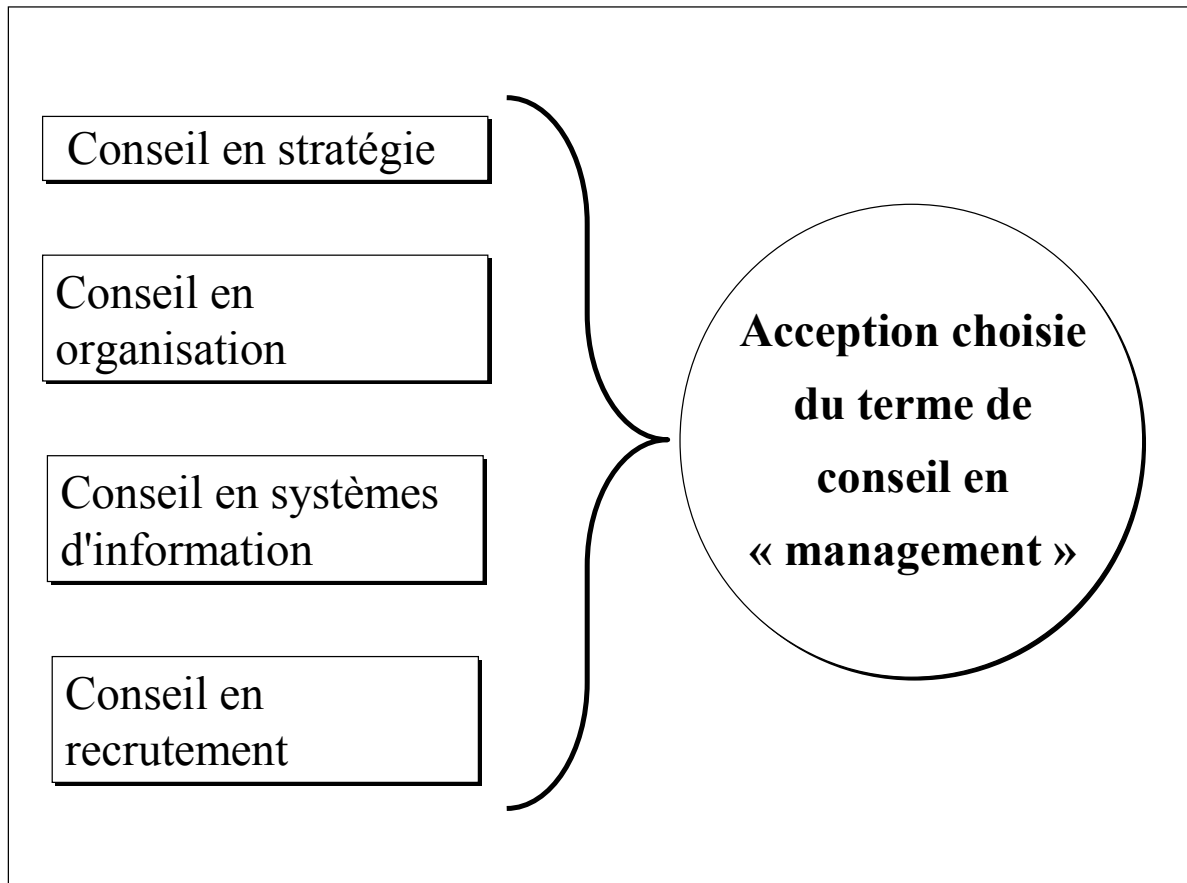 Conseil en stratégie
Conseil en
organisation
Conseil en systèmes
d'information
Conseil en
recrutement
Acception choisie
du terme de
conseil en
« management »